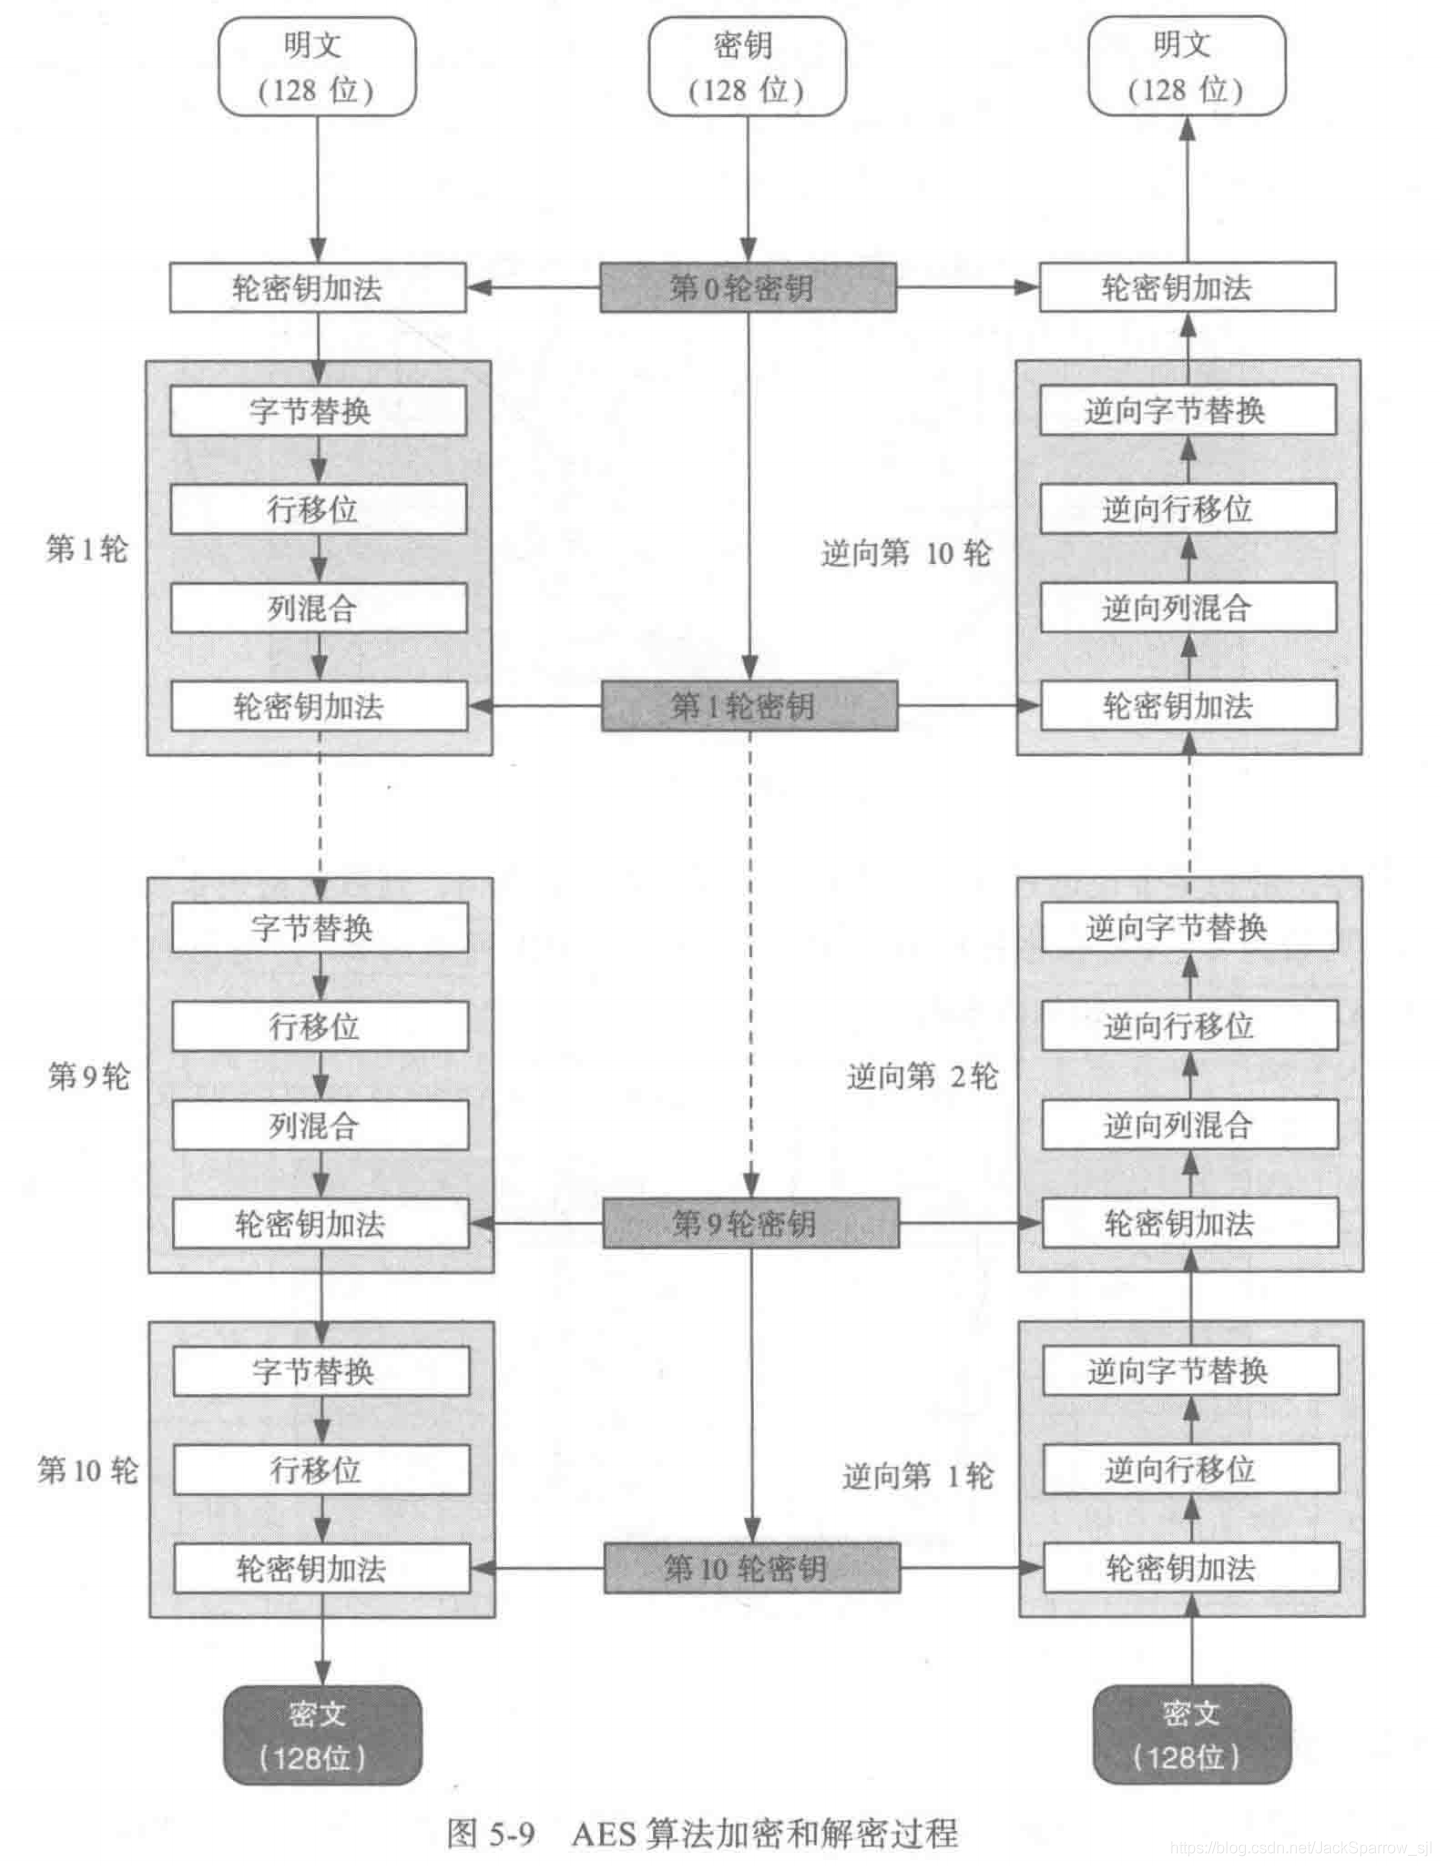 明文
(128 位)
密钥
(128 位)
明文
(128 位)
轮密钥加法
第0轮密钥
轮密钥加法
字节替换
逆向字节替换
行移位
逆向行移位
第1轮
逆向第 10 轮
列混合
逆向列混合
轮密钥加法
第1轮密钥
轮密钥加法
字节替换
逆向字节替换
行移位
逆向行移位
第9轮
逆向第 2轮
列混合
逆向列混合
轮密钥加法
第9轮密钥
轮密钥加法
字节替换
逆向字节替换
第10 轮
行移位
逆向第 1轮
逆向行移位
轮密钥加法
第10 轮密钥
轮密钥加法
密文
(128位)
密文
(128位)
图 5-9 AES 算法加密和解密过程
https://blog.csdn.net/JackSparrow_sjl